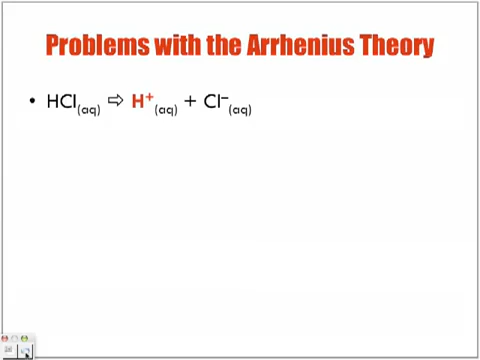 Problems with the Arrhenius Theory
• HCl(aq) ⇨ H⁺(aq) + Cl⁻(aq)